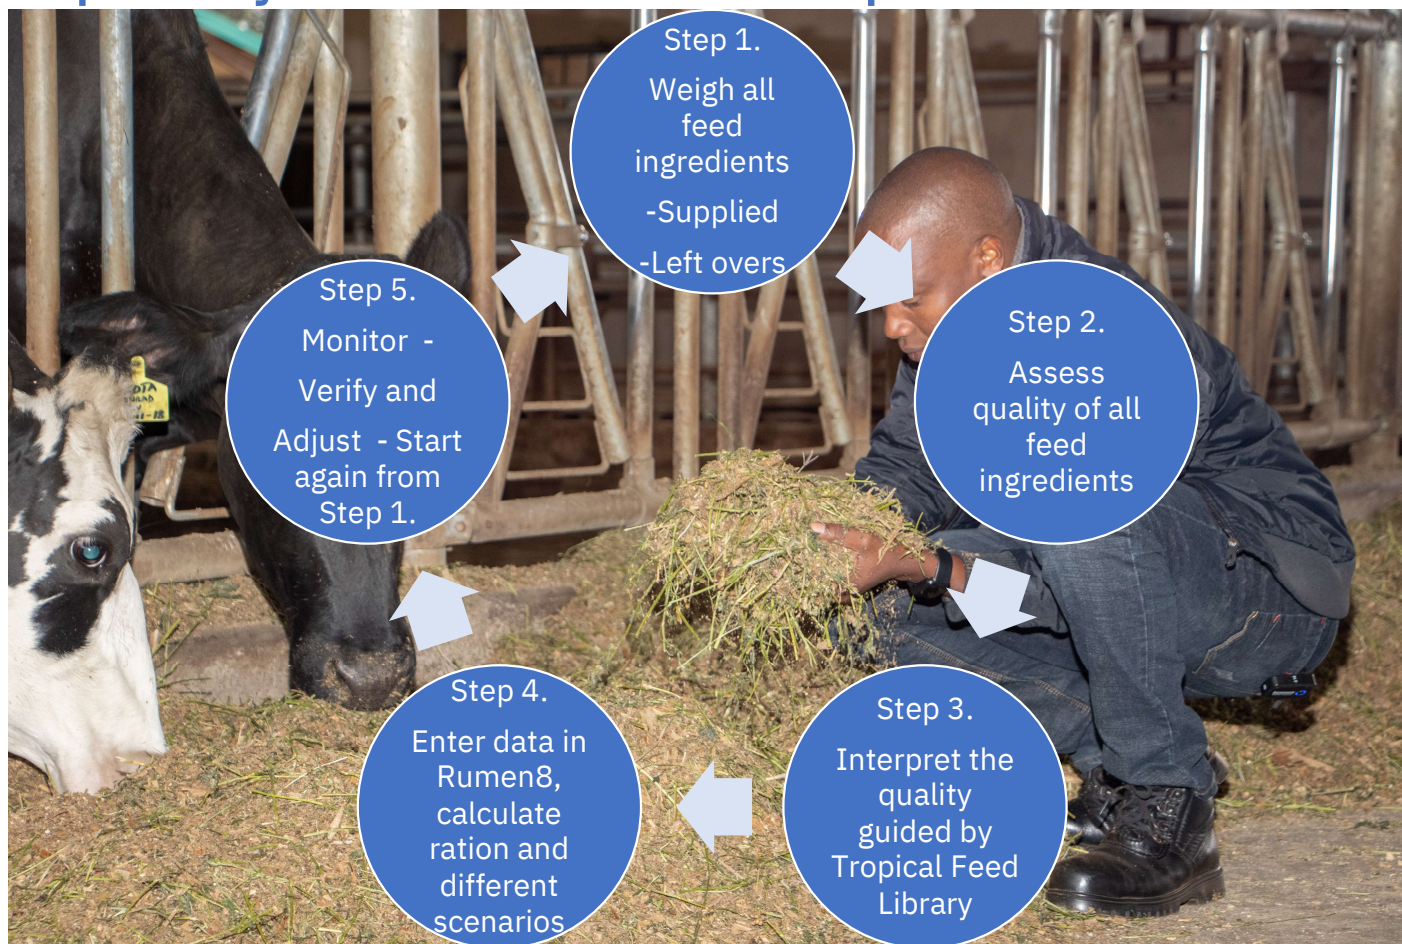 Step 1.
Weigh all
feed
ingredients
-Supplied
-Left overs
Step 2.
Assess
quality of all
feed
ingredients
Step 3.
Interpret the
quality
guided by
Tropical Feed
Library
Step 4.
Enter data in
Rumen8,
calculate
ration and
different
scenarios
Step 5.
Monitor -
Verify and
Adjust - Start
again from
Step 1.